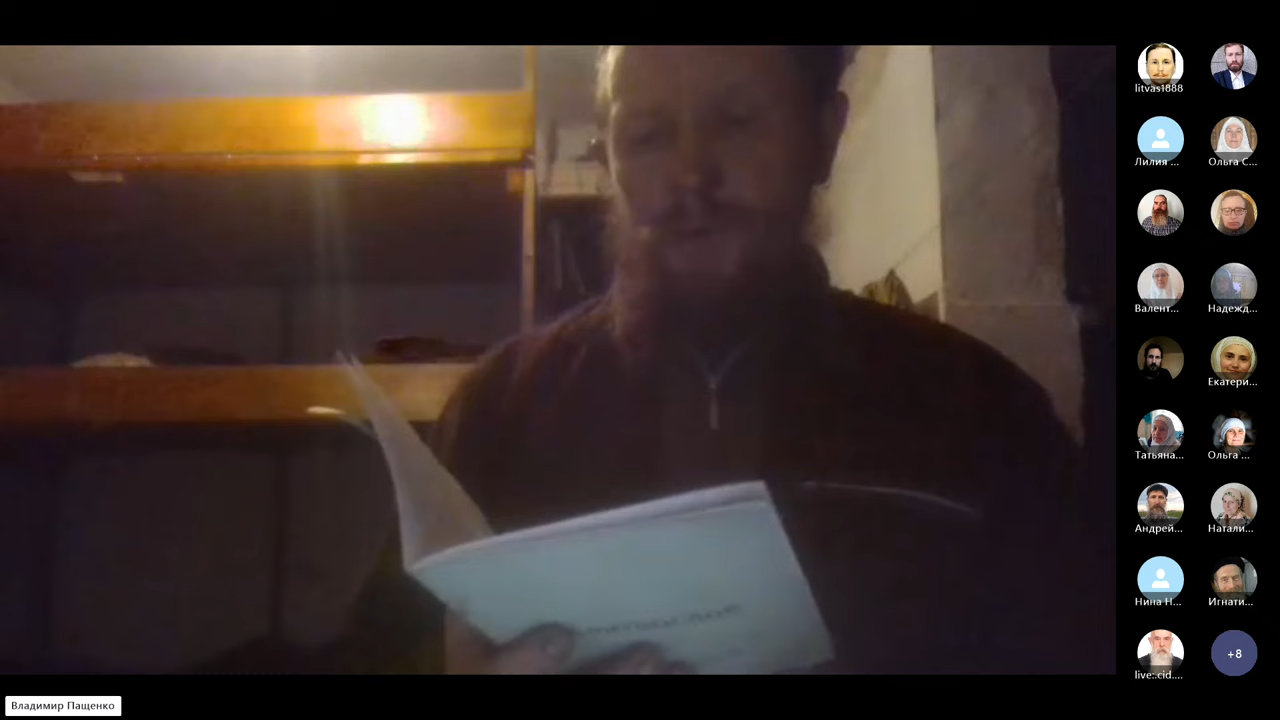 litvas1888
Лилия ...
Ольга С...
Валент...
Надежд...
Екатери...
Татьяна...
Ольга ...
Андрей...
Натали...
Нина Н...
Игнати...
live:.cid....
+8
Владимир Пащенко